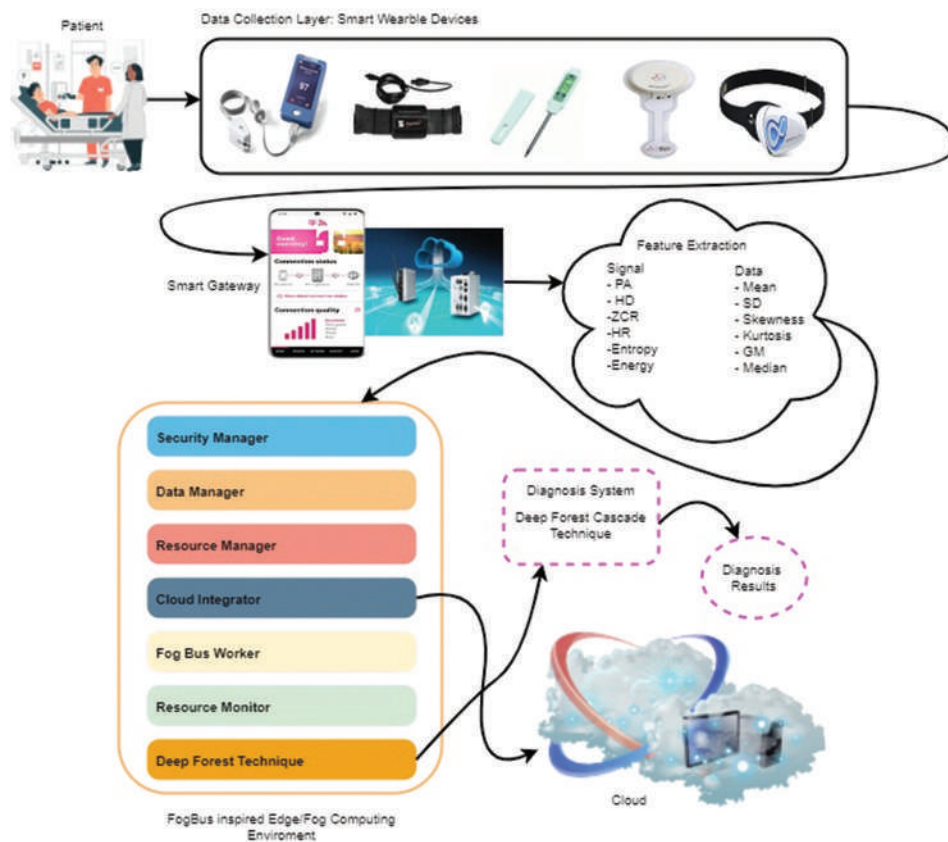 Patient
Data Collection Layer: Smart Wearble Devices
97
Smart Gateway
Connection status
Connection quality
Feature Extraction
Signal
- PA
- HD
-ZCR
-HR
-Entropy
-Energy
Data
- Mean
- SD
- Skewness
- Kurtosis
- GM
- Median
Security Manager
Data Manager
Resource Manager
Cloud Integrator
Fog Bus Worker
Resource Monitor
Deep Forest Technique
FogBus inspired Edge/Fog Computing
Enviroment
Diagnosis System
Deep Forest Cascade
Technique
Diagnosis
Results
Cloud